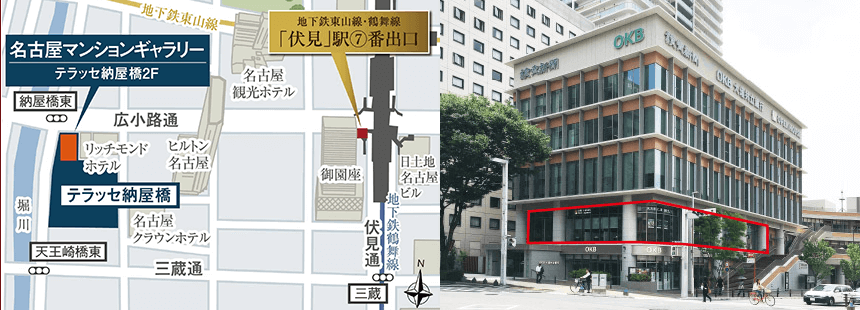 地下鉄東山線
地下鉄東山線・鶴舞線
「伏見」駅⑦番出口
名古屋マンションギャラリー
テラッセ納屋橋2F
名古屋
観光ホテル
納屋橋東
広小路通
リッチモンド
ホテル
ヒルトン
名古屋
御園座
日土地
名古屋
ビル
テラッセ納屋橋
堀川
名古屋
クラウンホテル
伏見通
地下鉄鶴舞線
天王崎橋東
三蔵通
三蔵
N
OKB
OKB
OKB